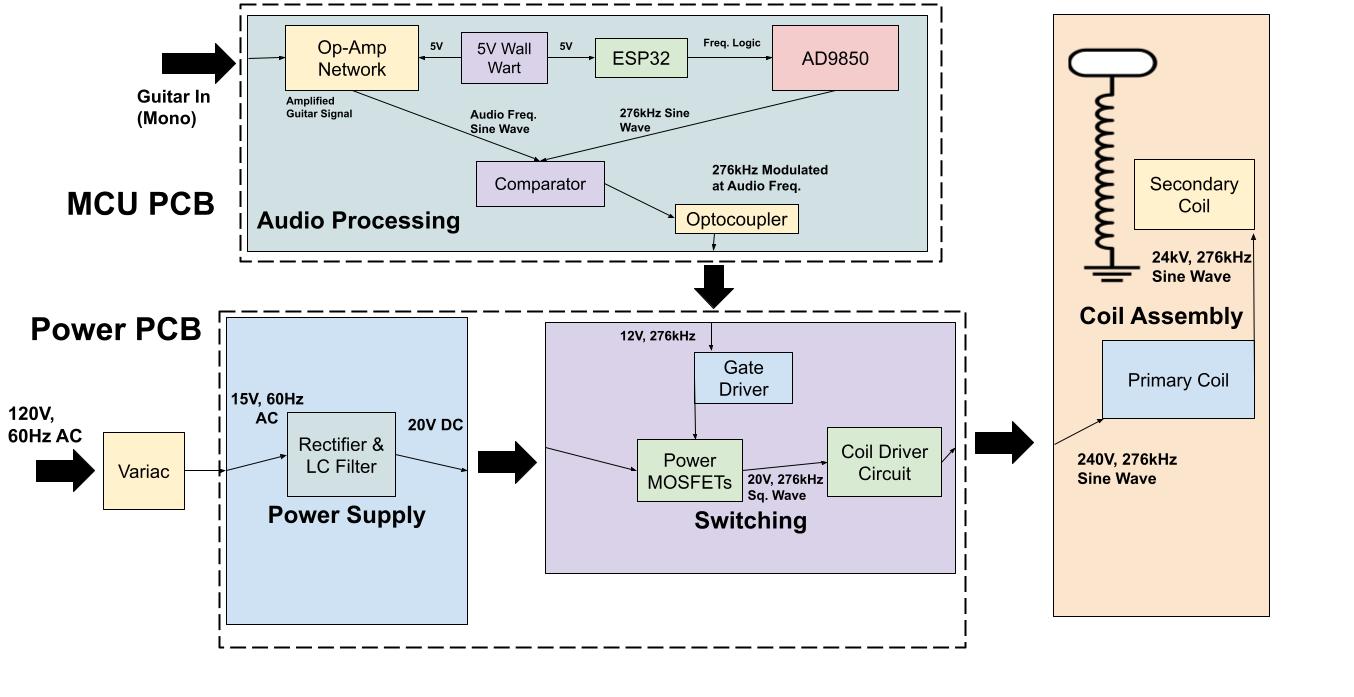 Op-Amp
Network
5V
5V Wall
Wart
5V
ESP32
Freq. Logic
AD9850
Guitar In
(Mono)
Amplified
Guitar Signal
Audio Freq.
Sine Wave
276kHz Sine
Wave
MCU PCB
Comparator
276kHz Modulated
at Audio Freq.
Audio Processing
Optocoupler
Secondary
Coil
24kV, 276kHz
Sine Wave
Coil Assembly
Primary Coil
240V, 276kHz
Sine Wave
Power PCB
12V, 276kHz
Gate
Driver
120V,
60Hz AC
Variac
15V, 60Hz
AC
Rectifier &
LC Filter
20V DC
Power Supply
Power
MOSFETs
20V, 276kHz
Sq. Wave
Coil Driver
Circuit
Switching